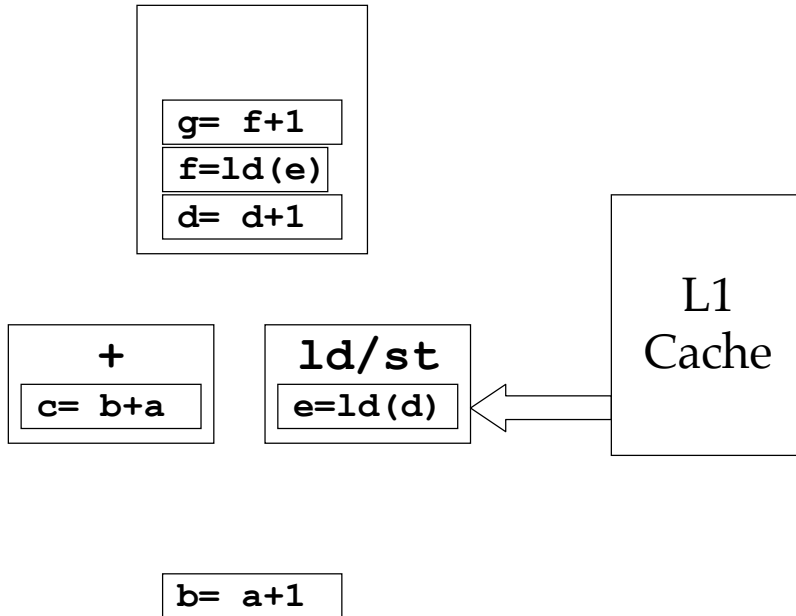 g= f+1
f=ld(e)
d= d+1
+
c= b+a
ld/st
e=ld(d)
L1
Cache
b= a+1